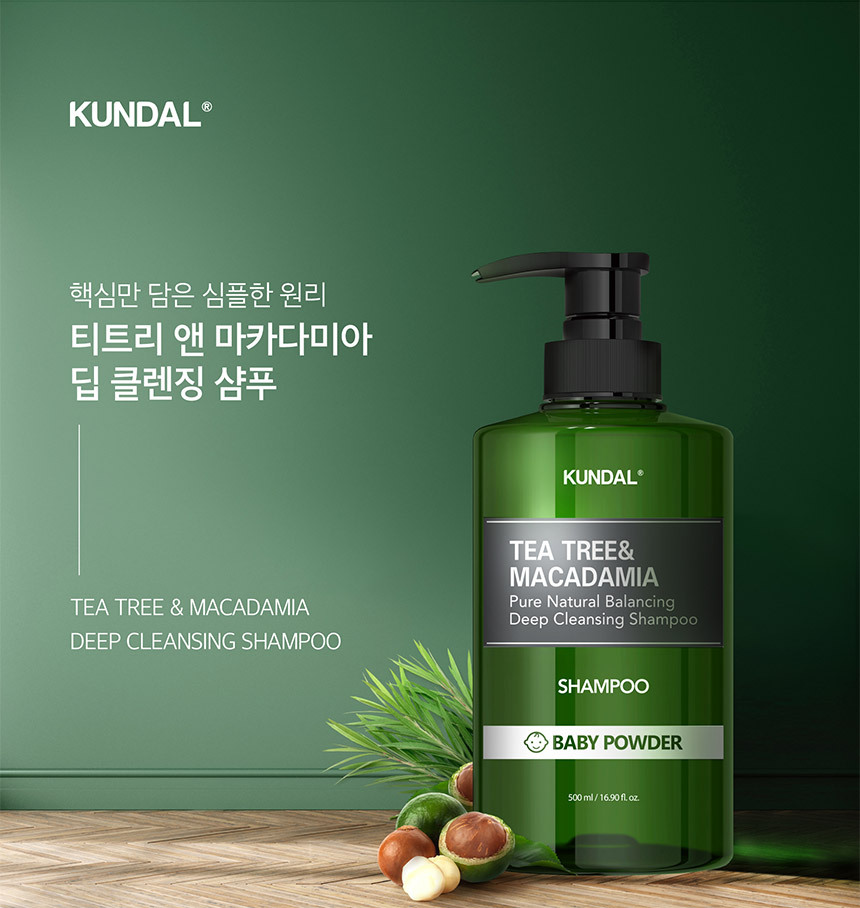 KUNDAL®
핵심만 담은 심플한 원리
티트리 앤 마카다미아
딥 클렌징 샴푸
TEA TREE & MACADAMIA
DEEP CLEANSING SHAMPOO
KUNDAL®
TEA TREE&
MACADAMIA
Pure Natural Balancing
Deep Cleansing Shampoo
SHAMPOO
BABY POWDER
500 ml / 16.90 fl. oz.